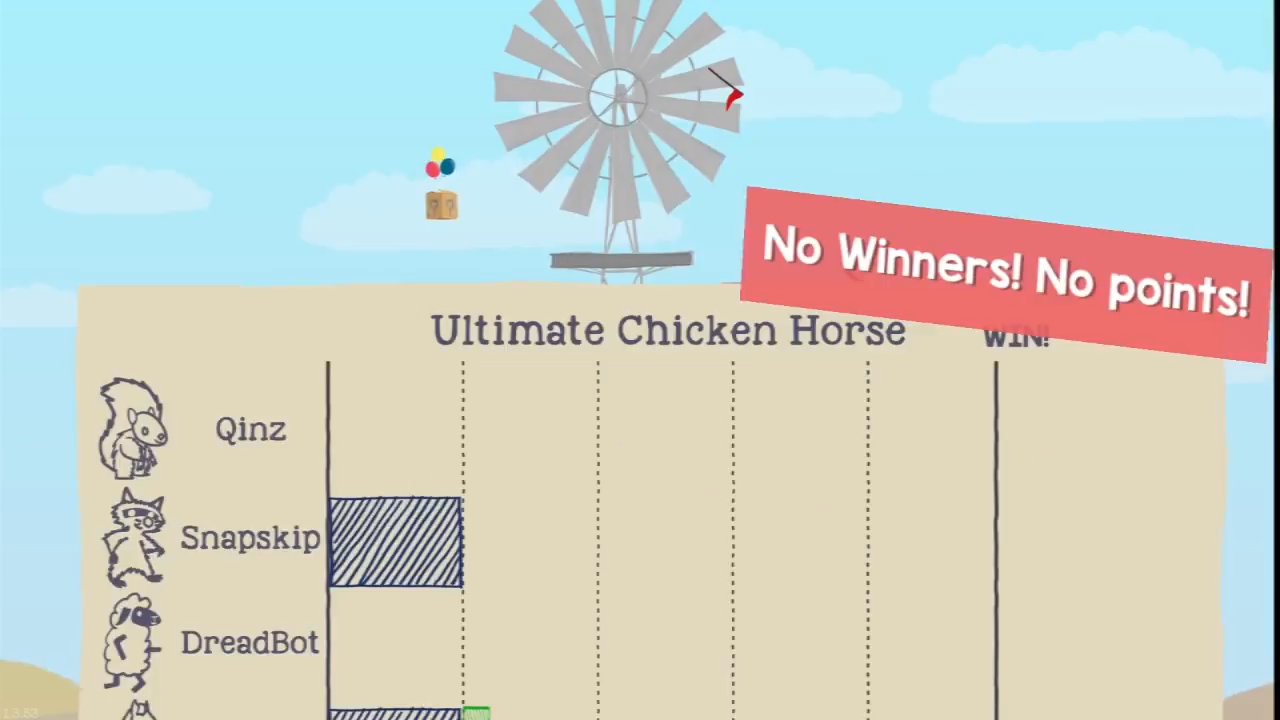 No Winners! No points!
Ultimate Chicken Horse
WIN!
Qinz
Snapskip
DreadBot